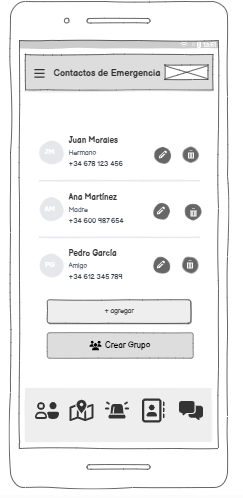 Contactos de Emergencia
JM
Juan Morales
Hermano
+34 678 123 456
AM
Ana Martínez
Madre
+34 600 987 654
PG
Pedro García
Amigo
+34 612 345 789
+ agregar
Crear Grupo